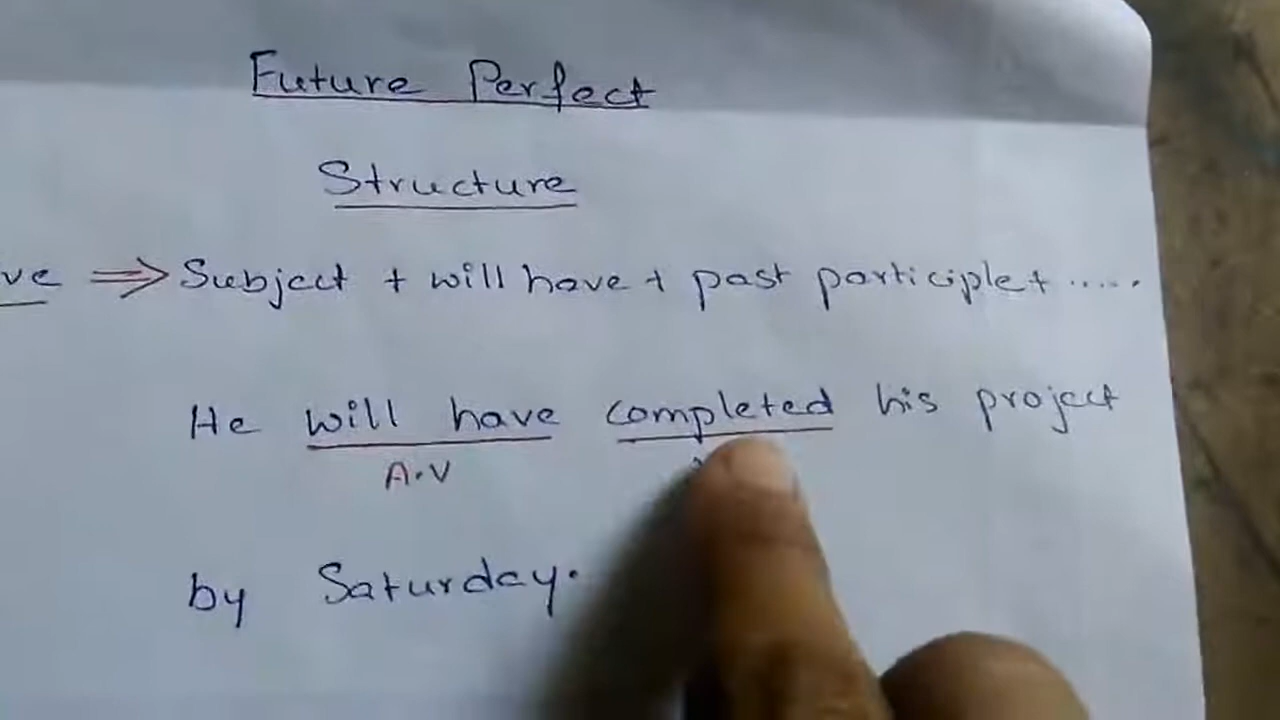 Future Perfect
Structure
ve ⇒ Subject + will have + past participle + .....
He will have completed his project
A.V
by Saturday.